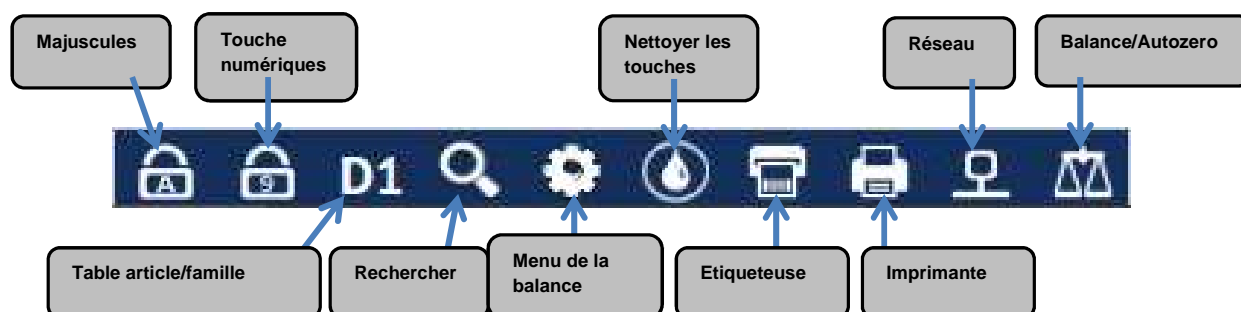 Majuscules
Touche
numériques
Nettoyer les
touches
Réseau
Balance/Autozero
A
9
D1
Table article/famille
Rechercher
Menu de la
balance
Etiqueteuse
Imprimante